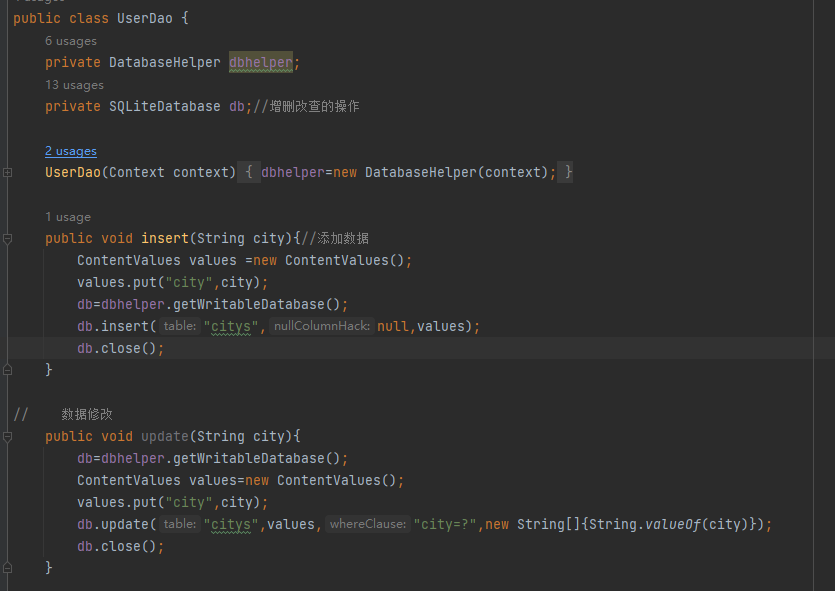 public class UserDao {
6 usages
private DatabaseHelper dbhelper;
13 usages
private SQLiteDatabase db;//增删改查的操作
2 usages
UserDao(Context context) { dbhelper=new DatabaseHelper(context); }
1 usage
public void insert(String city){//添加数据
ContentValues values =new ContentValues();
values.put("city",city);
db=dbhelper.getWritableDatabase();
db.insert( table: "citys", nullColumnHack: null,values);
db.close();
}
// 数据修改
public void update(String city){
db=dbhelper.getWritableDatabase();
ContentValues values=new ContentValues();
values.put("city",city);
db.update( table: "citys",values, whereClause: "city=?",new String[]{String.valueOf(city)});
db.close();
}